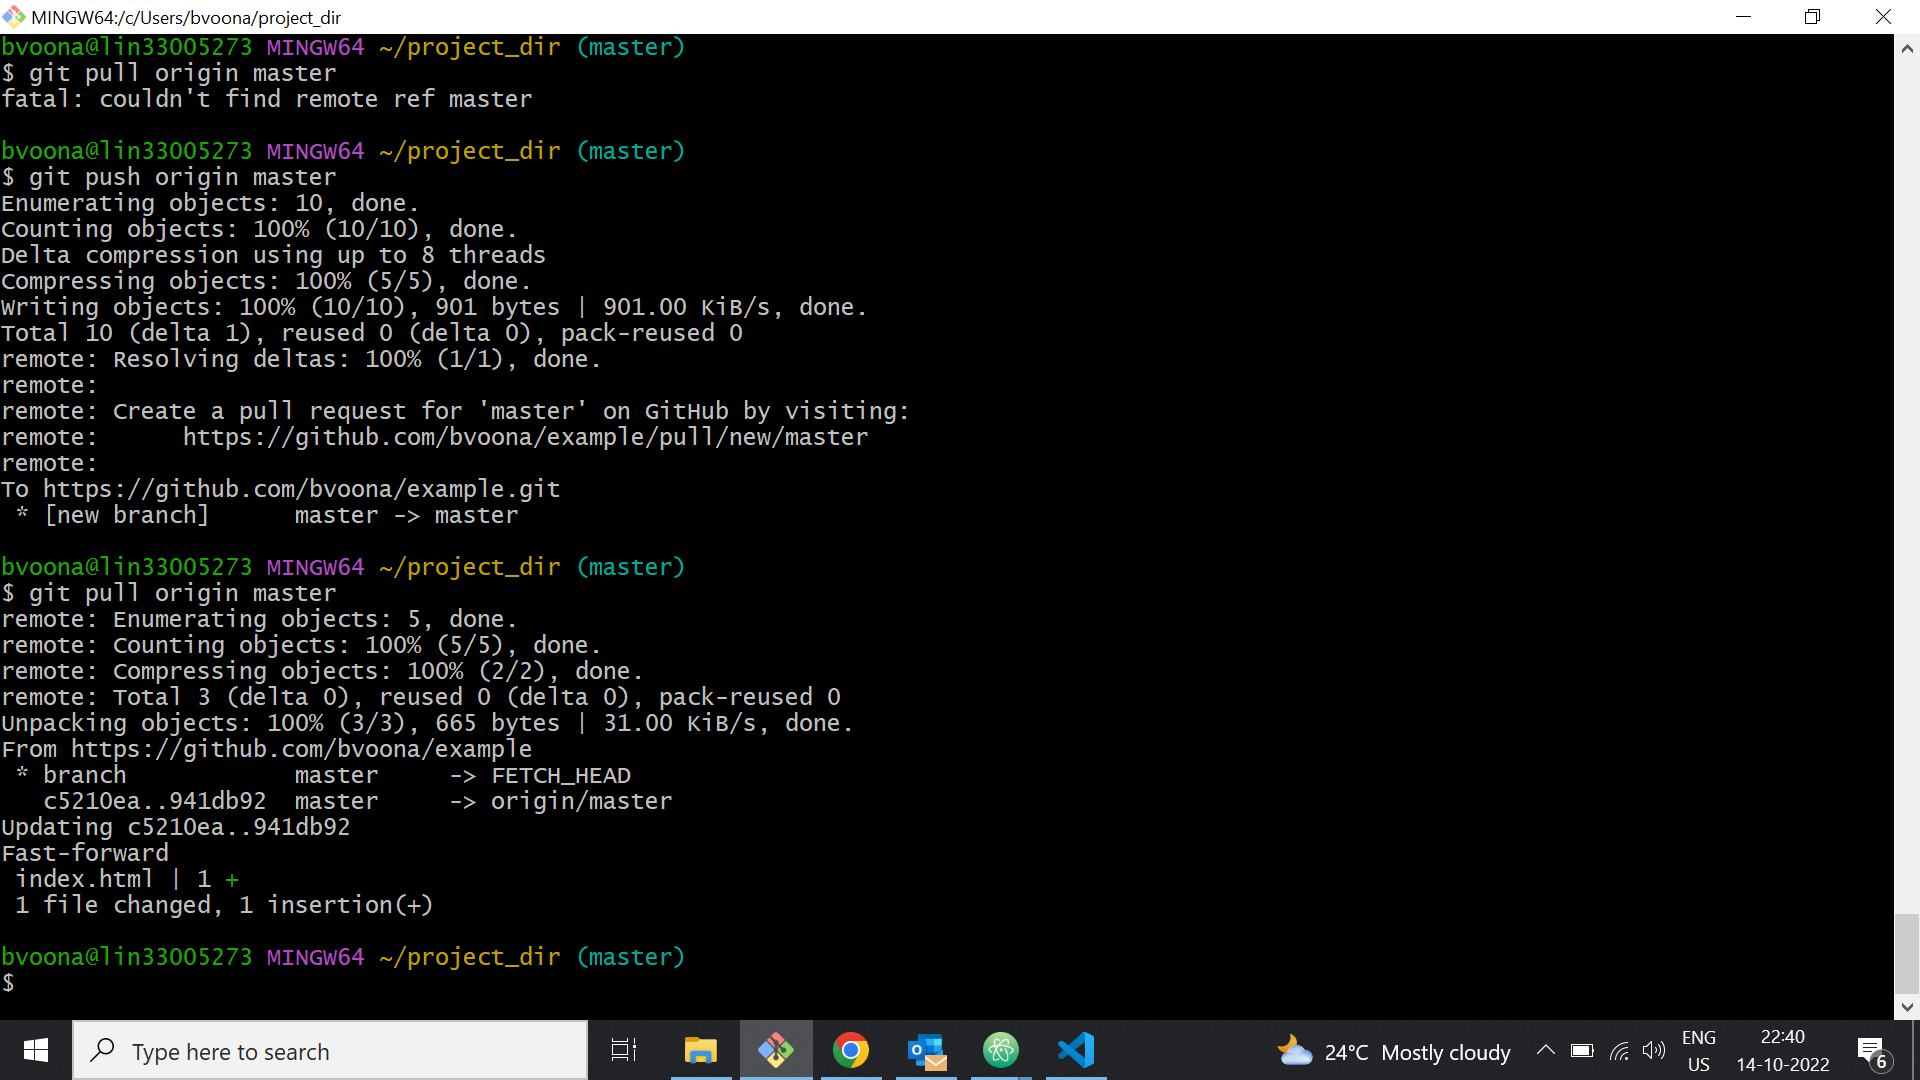 MINGW64:/c/Users/bvoona/project_dir
bvoona@lin33005273 MINGW64 ~/project_dir (master)
$ git pull origin master
fatal: couldn't find remote ref master
bvoona@lin33005273 MINGW64 ~/project_dir (master)
$ git push origin master
Enumerating objects: 10, done.
Counting objects: 100% (10/10), done.
Delta compression using up to 8 threads
Compressing objects: 100% (5/5), done.
Writing objects: 100% (10/10), 901 bytes | 901.00 KiB/s, done.
Total 10 (delta 1), reused 0 (delta 0), pack-reused 0
remote: Resolving deltas: 100% (1/1), done.
remote:
remote: Create a pull request for 'master' on GitHub by visiting:
remote:      https://github.com/bvoona/example/pull/new/master
remote:
To https://github.com/bvoona/example.git
 * [new branch]      master -> master
bvoona@lin33005273 MINGW64 ~/project_dir (master)
$ git pull origin master
remote: Enumerating objects: 5, done.
remote: Counting objects: 100% (5/5), done.
remote: Compressing objects: 100% (2/2), done.
remote: Total 3 (delta 0), reused 0 (delta 0), pack-reused 0
Unpacking objects: 100% (3/3), 665 bytes | 31.00 KiB/s, done.
From https://github.com/bvoona/example
 * branch            master     -> FETCH_HEAD
   c5210ea..941db92  master     -> origin/master
Updating c5210ea..941db92
Fast-forward
 index.html | 1 +
 1 file changed, 1 insertion(+)
bvoona@lin33005273 MINGW64 ~/project_dir (master)
$
Type here to search
24°C Mostly cloudy
ENG
US
22:40
14-10-2022
6